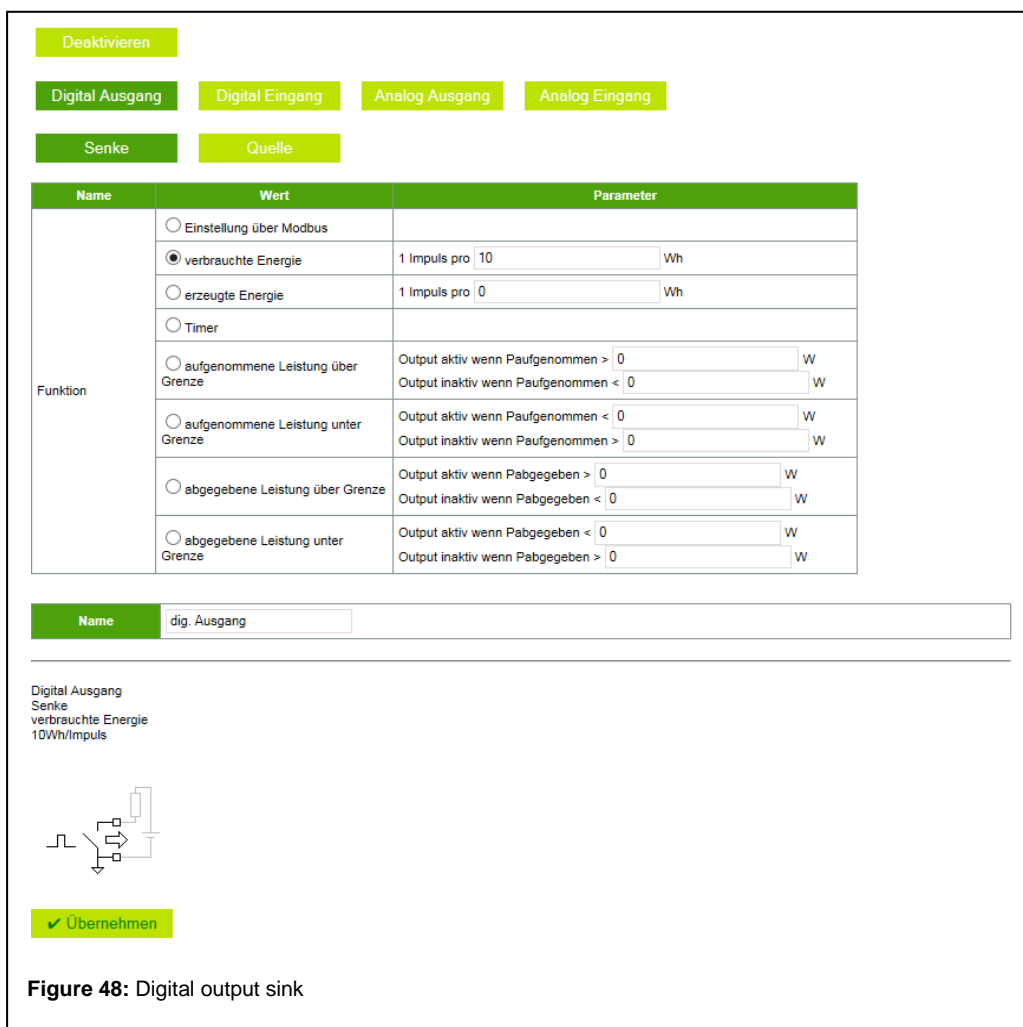 Deaktivieren
Digital Ausgang Digital Eingang Analog Ausgang Analog Eingang
Senke Quelle
Name Wert Parameter
Funktion
Einstellung über Modbus
verbrauchte Energie 1 Impuls pro 10 Wh
erzeugte Energie 1 Impuls pro 0 Wh
Timer
aufgenommene Leistung über
Grenze
Output aktiv wenn Paufgenommen > 0 W
Output inaktiv wenn Paufgenommen < 0 W
aufgenommene Leistung unter
Grenze
Output aktiv wenn Paufgenommen < 0 W
Output inaktiv wenn Paufgenommen > 0 W
abgegebene Leistung über Grenze
Output aktiv wenn Pabgegeben > 0 W
Output inaktiv wenn Pabgegeben < 0 W
abgegebene Leistung unter
Grenze
Output aktiv wenn Pabgegeben < 0 W
Output inaktiv wenn Pabgegeben > 0 W
Name dig. Ausgang
Digital Ausgang
Senke
verbrauchte Energie
10Wh/Impuls
✔ Übernehmen
Figure 48: Digital output sink